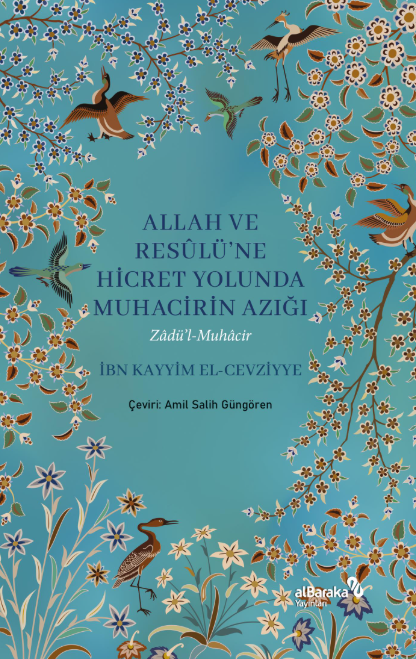 ALLAH VE
RESÛLÜ'NE
HİCRET YOLUNDA
MUHACİRİN AZIĞI
Zâdü'l-Muhâcir
İBN KAYYİM EL-CEVZİYYE
Çeviri: Amil Salih Güngören
alBaraka
Yayınları